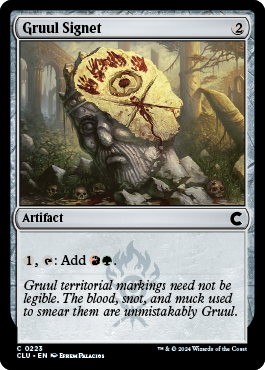 Gruul Signet 2
Artifact
1, : Add .
Gruul territorial markings need not be
legible. The blood, snot, and muck used
to smear them are unmistakably Gruul.
C 0223
CLU • EN Efrem Palacios
™ & © 2024 Wizards of the Coast